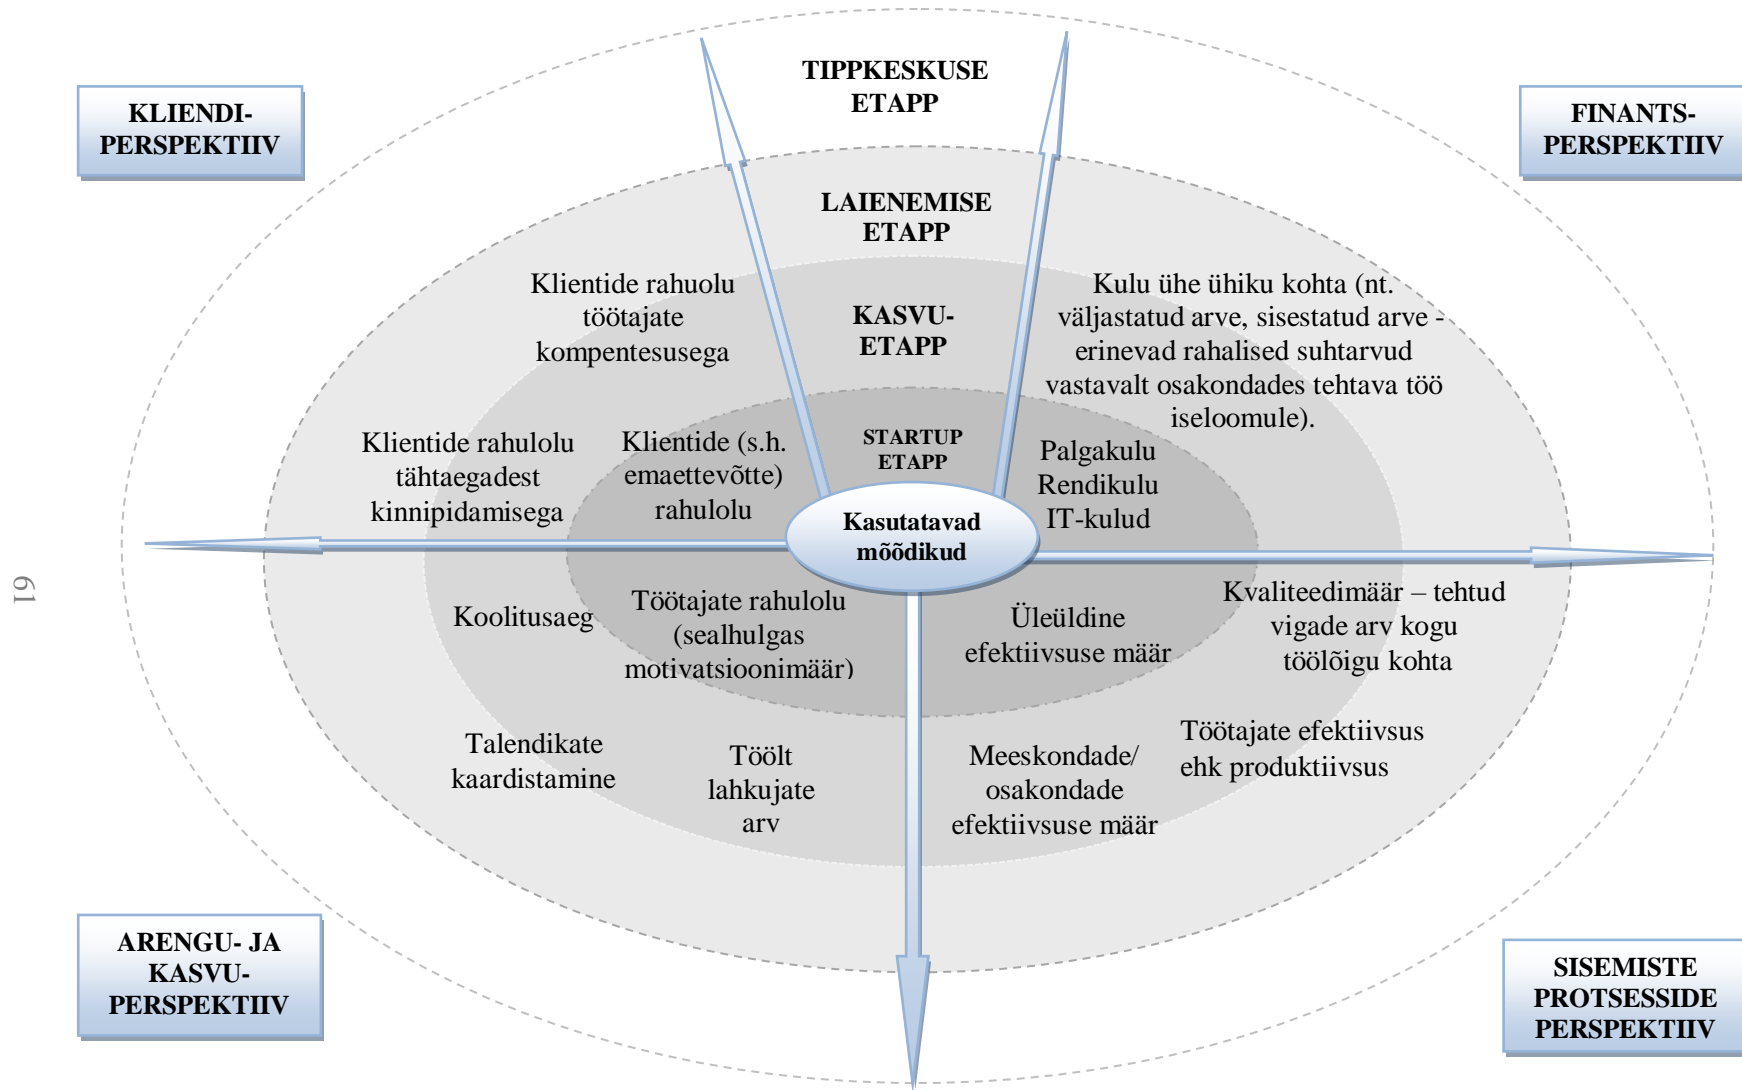 TIPPKESKUSE
ETAPP
KLIENDI-
PERSPEKTIIV
FINANTS-
PERSPEKTIIV
LAIENEMISE
ETAPP
Klientide rahuolu
töötajate
kompentesusega
KASVU-
ETAPP
Kulu ühe ühiku kohta (nt.
väljastatud arve, sisestatud arve -
erinevad rahalised suhtarvud
vastavalt osakondades tehtava töö
iseloomule).
Klientide rahulolu
tähtaegadest
kinnipidamisega
Klientide (s.h.
emaettevõtte)
rahulolu
STARTUP
ETAPP
Palgakulu
Rendikulu
IT-kulud
Kasutatavad
mõõdikud
61
Koolitusaeg
Töötajate rahulolu
(sealhulgas
motivatsioonimäär)
Üleüldine
efektiivsuse määr
Kvaliteedimäär – tehtud
vigade arv kogu
töölõigu kohta
Talendikate
kaardistamine
Töölt
lahkujate
arv
Meeskondade/
osakondade
efektiivsuse määr
Töötajate efektiivsus
ehk produktiivsus
ARENGU- JA
KASVU-
PERSPEKTIIV
SISEMISTE
PROTSESSIDE
PERSPEKTIIV